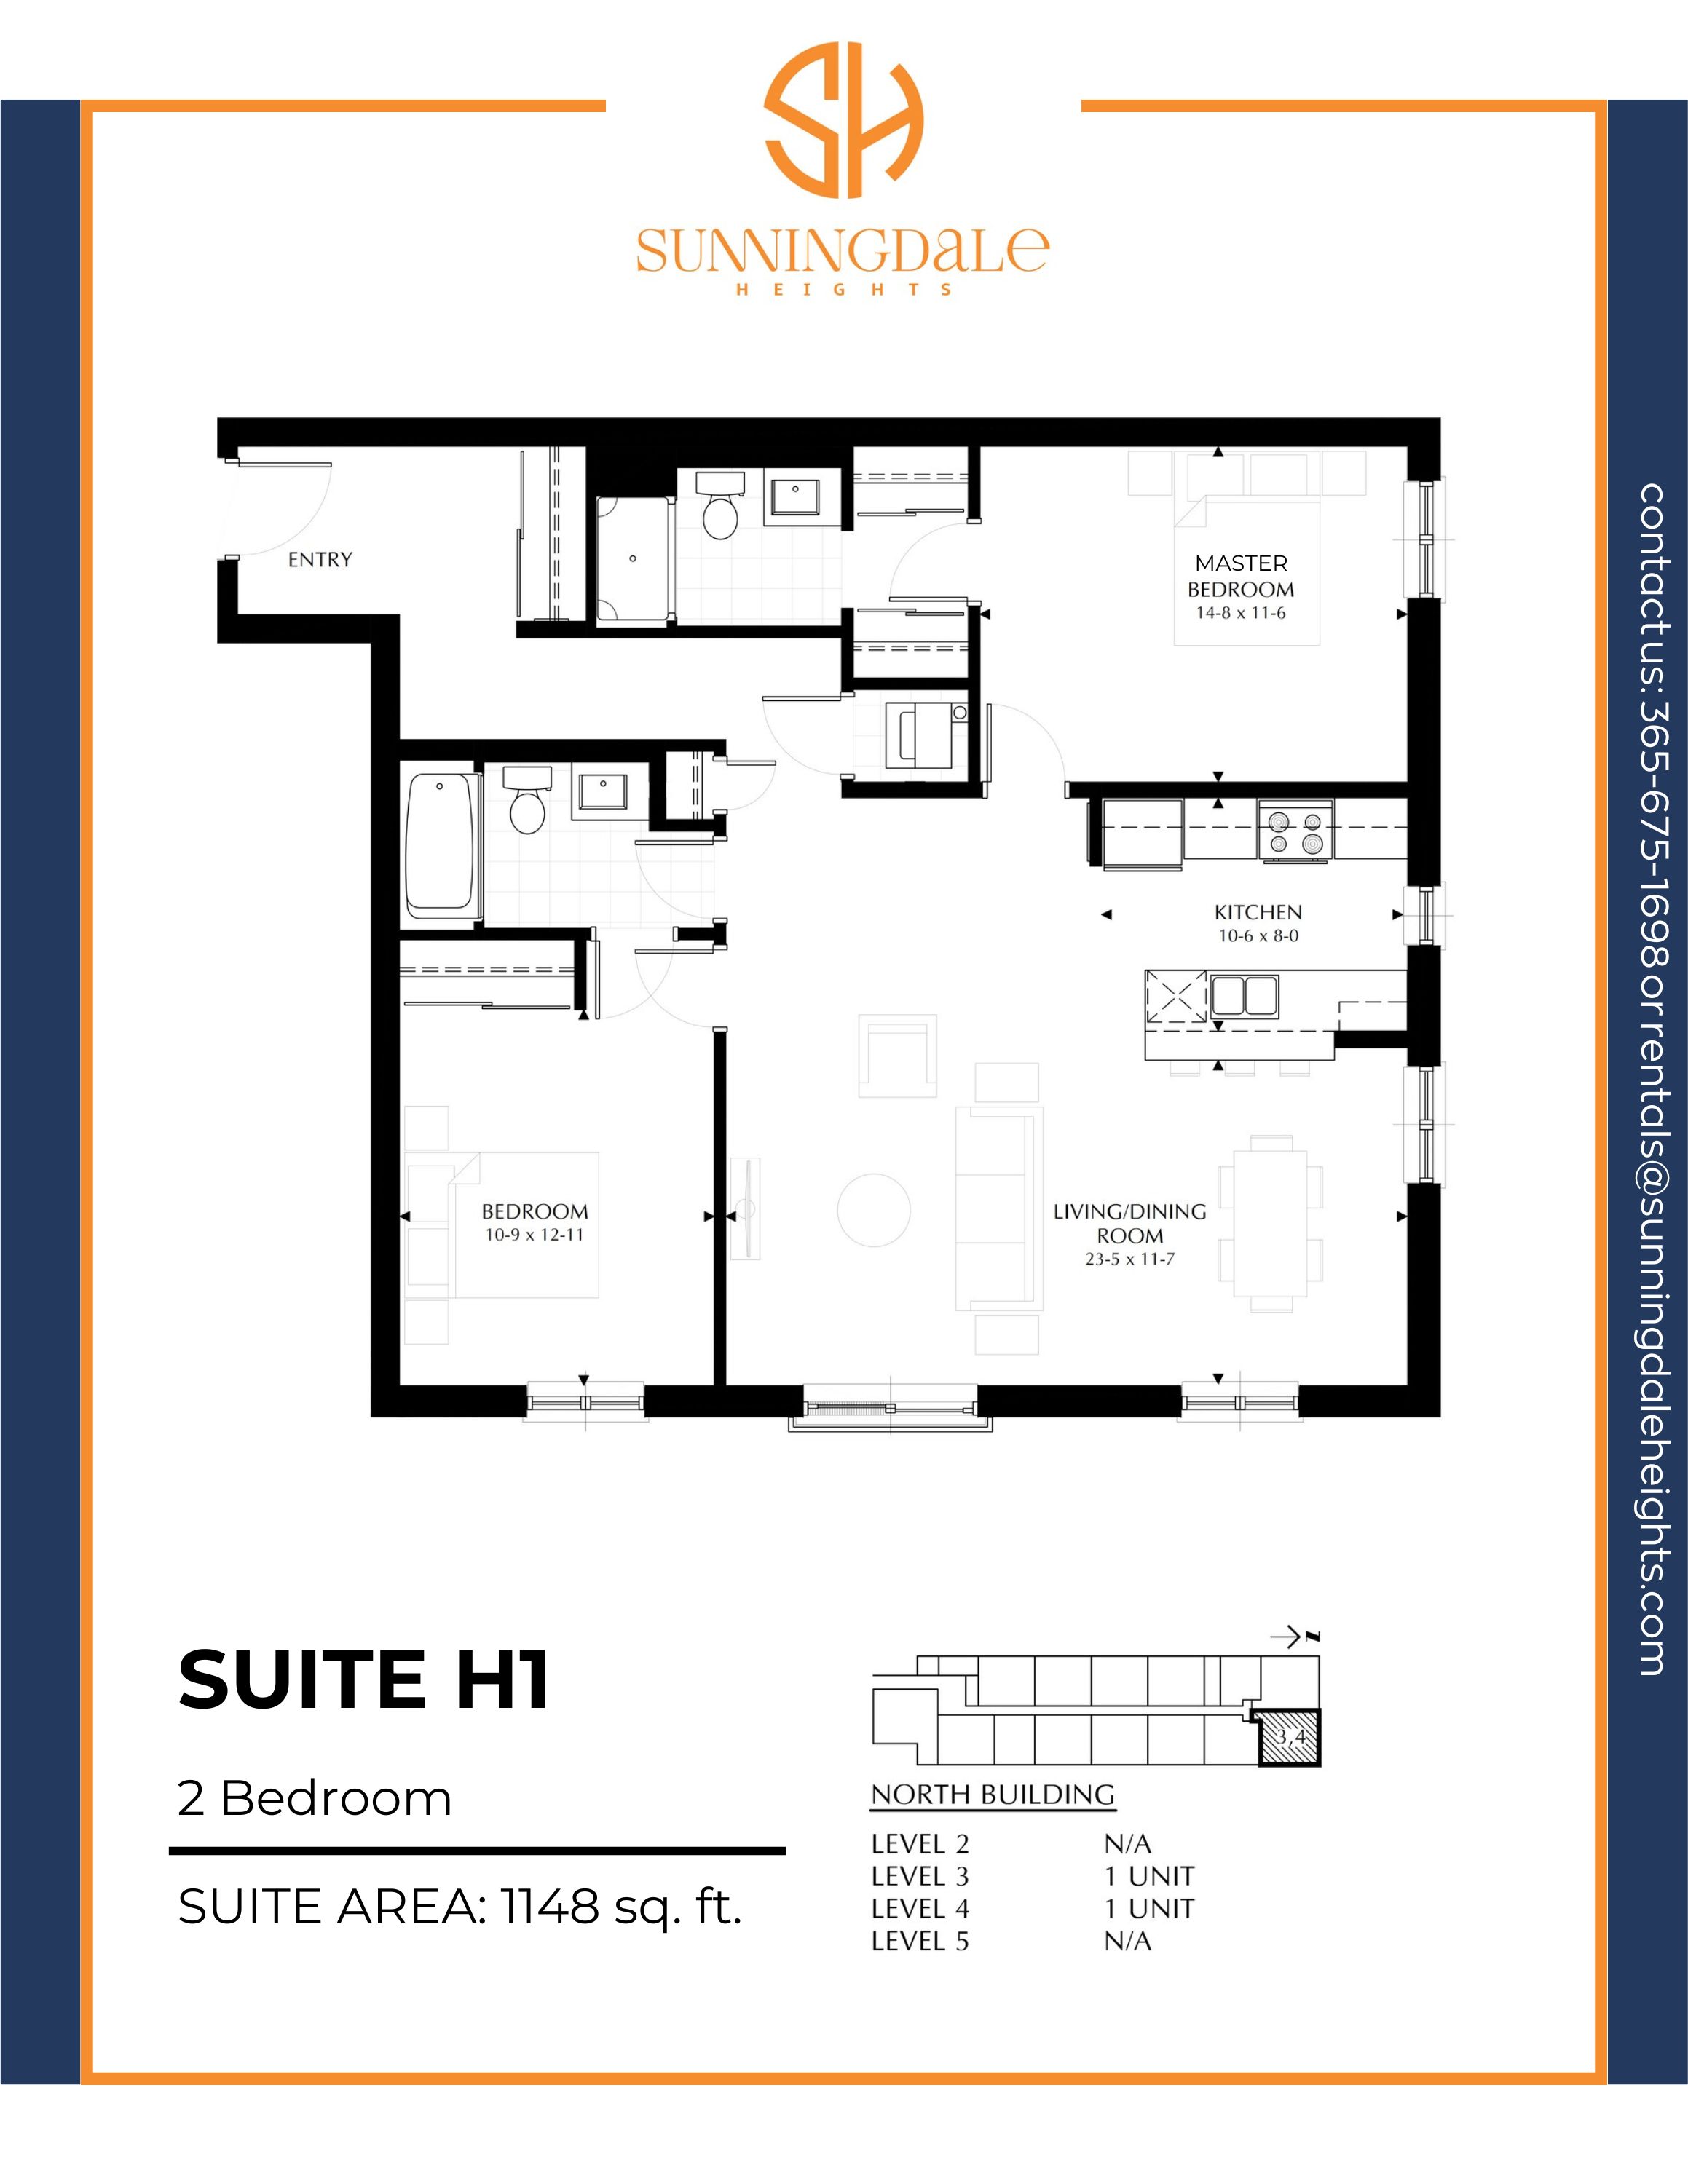 SH
SUNNINGDALE
HEIGHTS
ENTRY
MASTER
BEDROOM
14-8 x 11-6
KITCHEN
10-6 x 8-0
BEDROOM
10-9 x 12-11
LIVING/DINING
ROOM
23-5 x 11-7
contact us: 365-675-1698 or rentals@sunningdaleheights.com
SUITE H1
2 Bedroom
SUITE AREA: 1148 sq. ft.
N
3,4
NORTH BUILDING
LEVEL 2 N/A
LEVEL 3 1 UNIT
LEVEL 4 1 UNIT
LEVEL 5 N/A